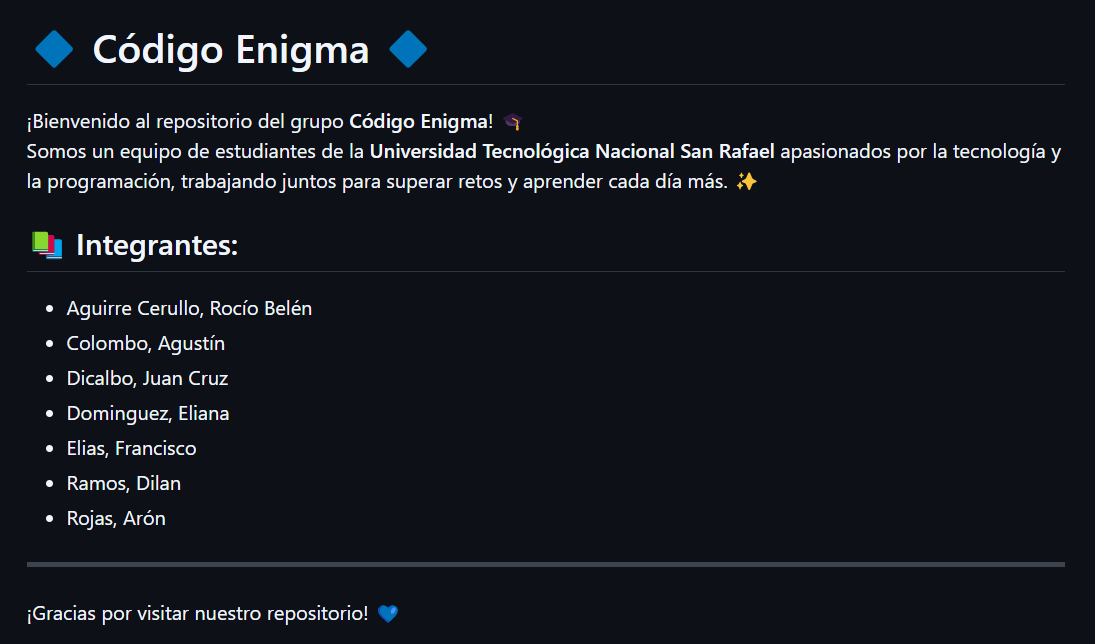 Código Enigma
¡Bienvenido al repositorio del grupo Código Enigma!
Somos un equipo de estudiantes de la Universidad Tecnológica Nacional San Rafael apasionados por la tecnología y
la programación, trabajando juntos para superar retos y aprender cada día más.
Integrantes:
Aguirre Cerullo, Rocío Belén
Colombo, Agustín
Dicalbo, Juan Cruz
Dominguez, Eliana
Elias, Francisco
Ramos, Dilan
Rojas, Arón
¡Gracias por visitar nuestro repositorio!